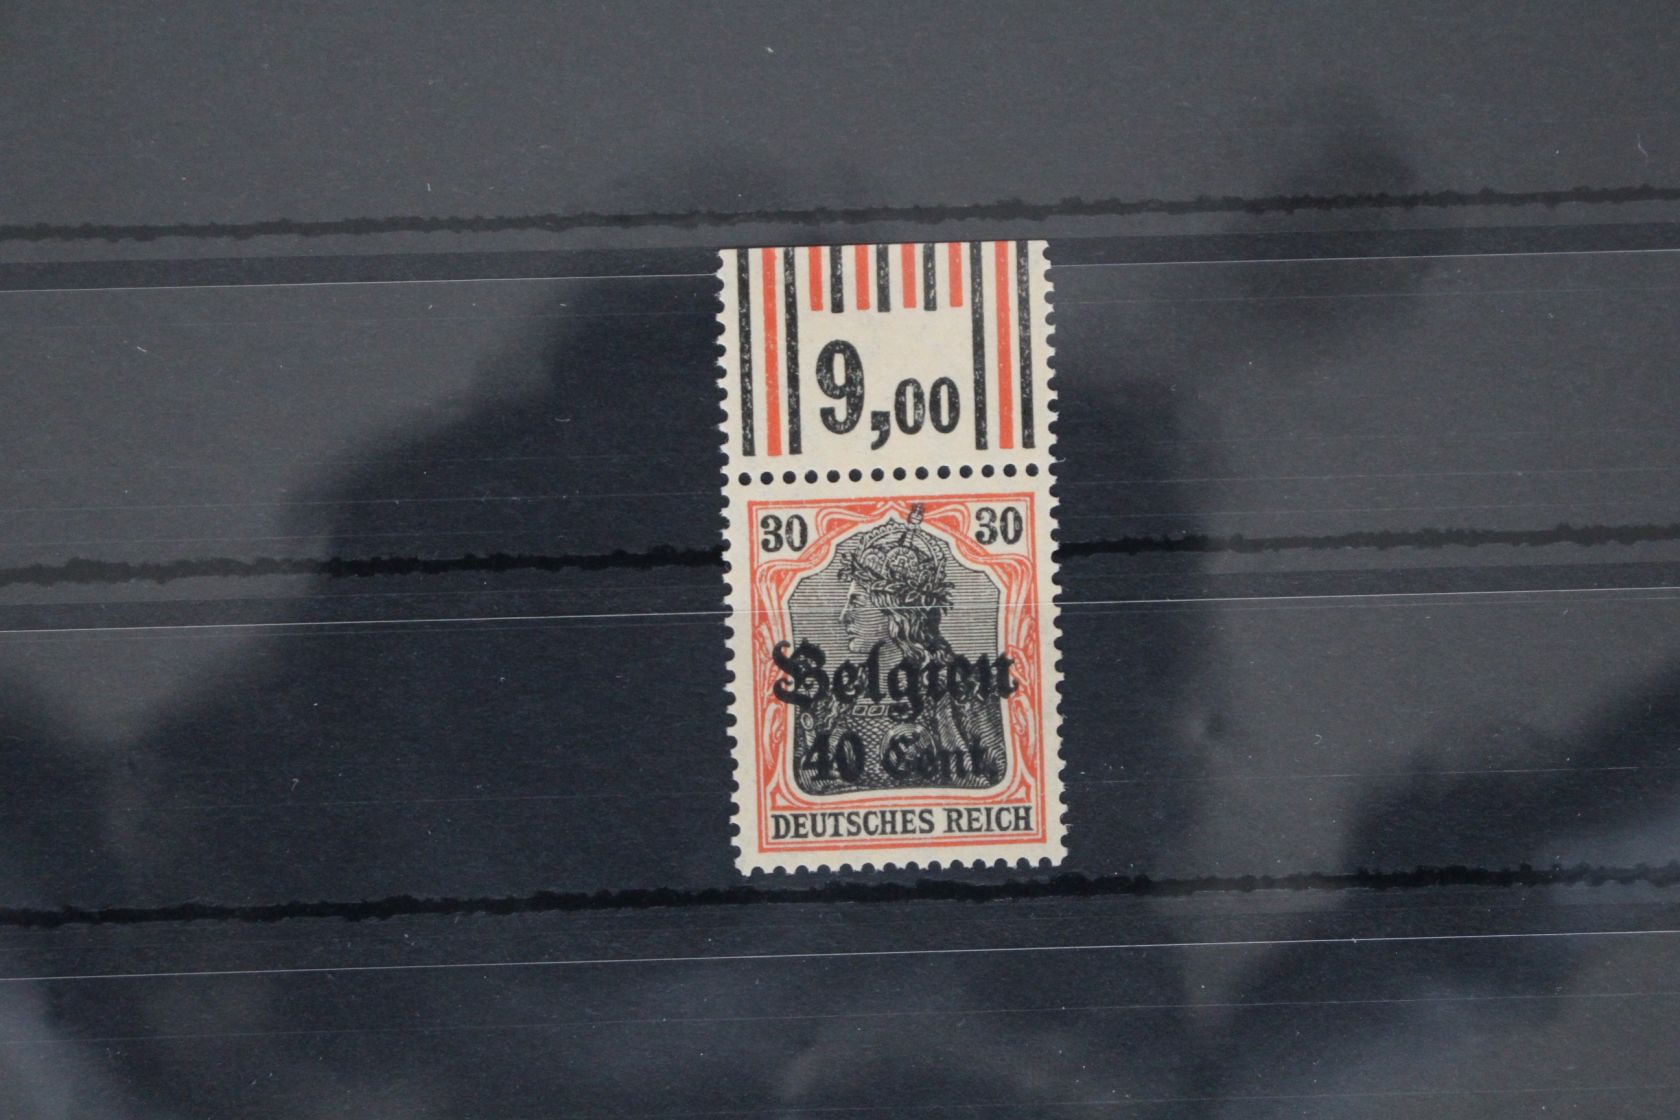 9,00
30 30
Belgien
40 Cent.
DEUTSCHES REICH